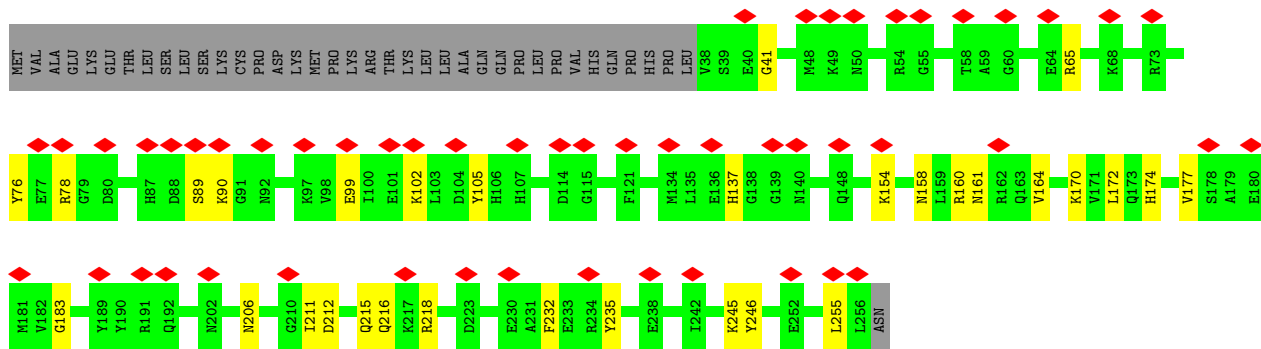 MET VAL ALA GLU LYS GLU THR LEU SER LEU SER LYS CYS PRO ASP LYS MET PRO LYS ARG THR LYS LEU LEU ALA GLN GLN PRO LEU PRO VAL HIS GLN PRO HIS PRO LEU V38 S39 E40 G41 M48 K49 N50 R54 G55 T58 A59 G60 E64 R65 K68 R73
Y76 E77 R78 G79 D80 H87 D88 S89 K90 G91 N92 K97 V98 E99 I100 E101 K102 L103 D104 Y105 H106 H107 D114 G115 F121 M134 L135 E136 H137 G138 G139 N140 Q148 K154 N158 L159 R160 N161 R162 Q163 V164 K170 V171 L172 Q173 H174 V177 S178 A179 E180
M181 V182 G183 Y189 Y190 R191 Q192 N202 N206 G210 I211 D212 Q215 Q216 K217 R218 D223 E230 A231 F232 E233 R234 Y235 E238 I242 K245 Y246 E252 L255 L256 ASN